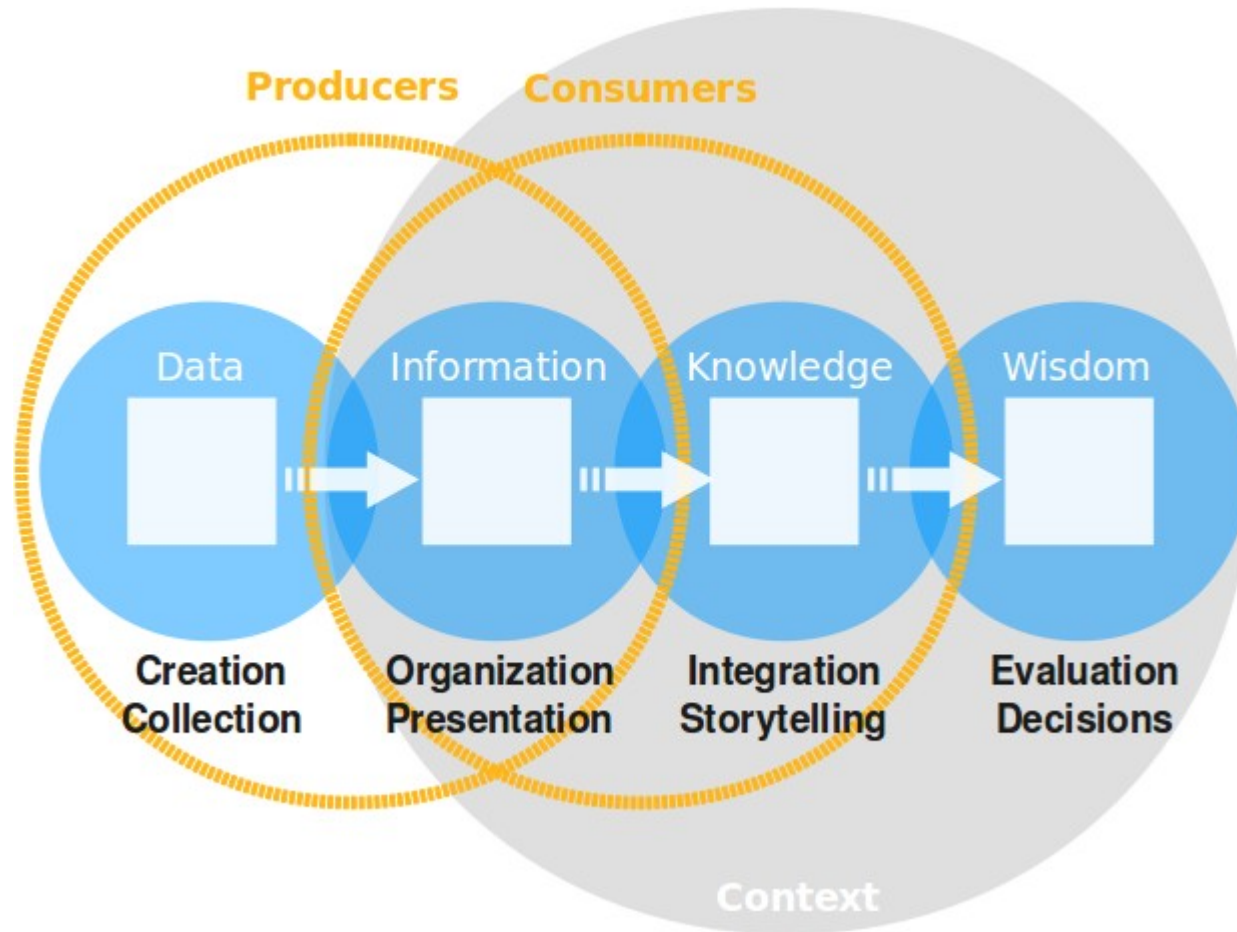 Producers Consumers
Data Information Knowledge Wisdom
Creation Organization Integration Evaluation
Collection Presentation Storytelling Decisions
Context